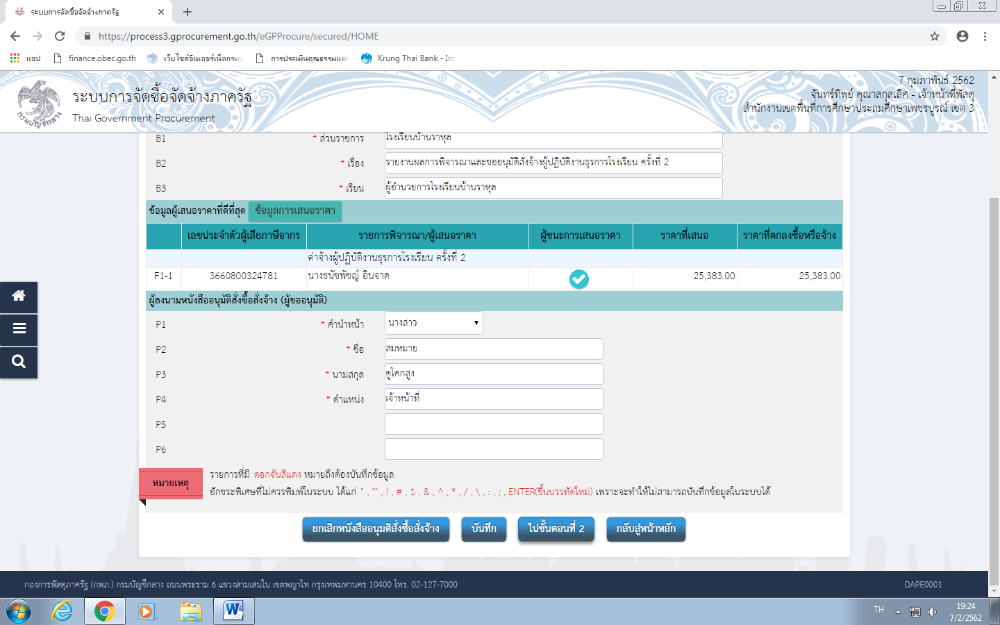 ระบบการจัดซื้อจัดจ้างภาครัฐ
https://process3.gprocurement.go.th/eGPProcure/secured/HOME
แอป
finance.obec.go.th
เว็บไซต์อินเตอร์เน็ตกรมบ
การประเมินคุณธรรมและ
Krung Thai Bank - Int
ระบบการจัดซื้อจัดจ้างภาครัฐ
Thai Government Procurement
7 กุมภาพันธ์ 2562
จันทร์ทิพย์ คุณาสกุลเลิศ - เจ้าหน้าที่พัสดุ
สำนักงานเขตพื้นที่การศึกษาประถมศึกษาเพชรบูรณ์ เขต 3
B1 * ส่วนราชการ โรงเรียนบ้านราหุล
B2 * เรื่อง รายงานผลการพิจารณาและขออนุมัติสั่งจ้างผู้ปฏิบัติงานธุรการโรงเรียน ครั้งที่ 2
B3 * เรียน ผู้อำนวยการโรงเรียนบ้านราหุล
ข้อมูลผู้เสนอราคาที่ดีที่สุด ข้อมูลการเสนอราคา
เลขประจำตัวผู้เสียภาษีอากร รายการพิจารณา/ผู้เสนอราคา ผู้ชนะการเสนอราคา ราคาที่เสนอ ราคาที่ตกลงซื้อหรือจ้าง
ค่าจ้างผู้ปฏิบัติงานธุรการโรงเรียน ครั้งที่ 2
F1-1 3660800324781 นางธนัชพัชญ์ อินจาด 25,383.00 25,383.00
ผู้ลงนามหนังสืออนุมัติสั่งซื้อสั่งจ้าง (ผู้ขออนุมัติ)
P1 * คำนำหน้า นางสาว
P2 * ชื่อ สมหมาย
P3 * นามสกุล ดูโคกสูง
P4 * ตำแหน่ง เจ้าหน้าที่
P5
P6
หมายเหตุ
รายการที่มี ดอกจันสีแดง หมายถึงต้องบันทึกข้อมูล
อักขระพิเศษที่ไม่ควรพิมพ์ในระบบ ได้แก่ " , "" , ! , # , $ , & , ^ , * , / , \ , : , ; , ENTER(ขึ้นบรรทัดใหม่) เพราะจะทำให้ไม่สามารถบันทึกข้อมูลในระบบได้
ยกเลิกหนังสืออนุมัติสั่งซื้อสั่งจ้าง บันทึก ไปขั้นตอนที่ 2 กลับสู่หน้าหลัก
กองการพัสดุภาครัฐ (กพภ.) กรมบัญชีกลาง ถนนพระราม 6 แขวงสามเสนใน เขตพญาไท กรุงเทพมหานคร 10400 โทร. 02-127-7000
DAPE0001
TH
19:24
7/2/2562